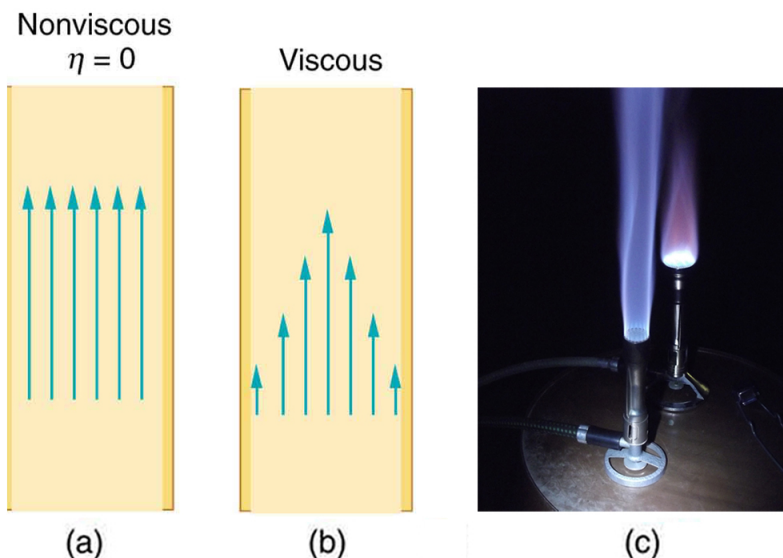 Nonviscous
η = 0
Viscous
(a)
(b)
(c)